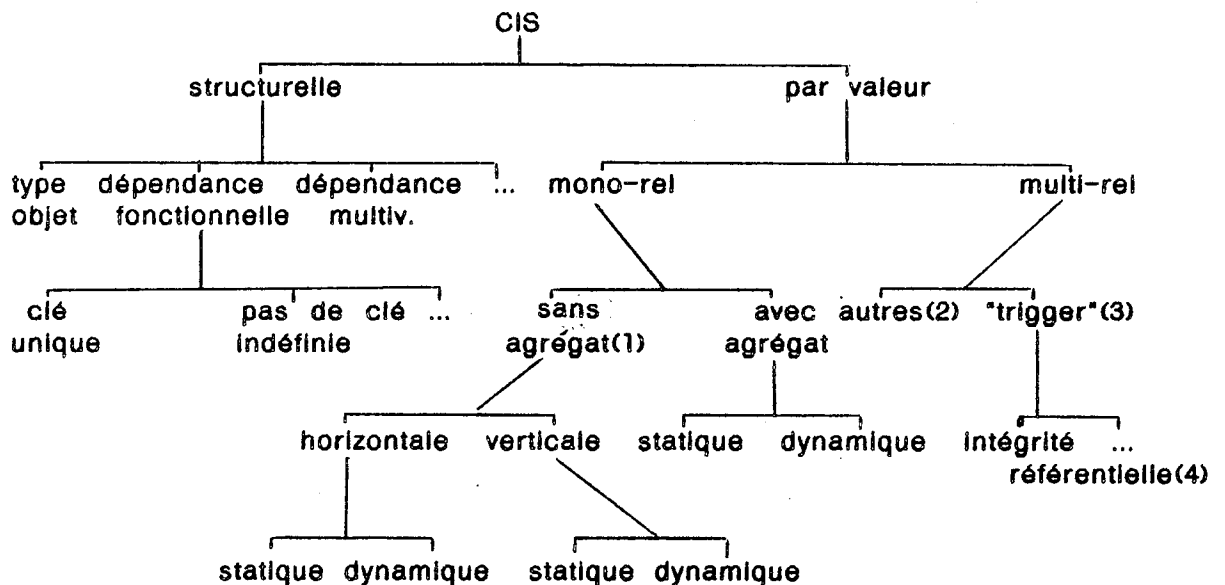 CIS
structurelle par valeur
type dépendance dépendance ... mono-rel multi-rel
objet fonctionnelle multiv.
clé pas de clé ... sans avec autres(2) "trigger"(3)
unique indéfinie agrégat(1) agrégat
horizontale verticale statique dynamique intégrité ...
référentielle(4)
statique dynamique statique dynamique